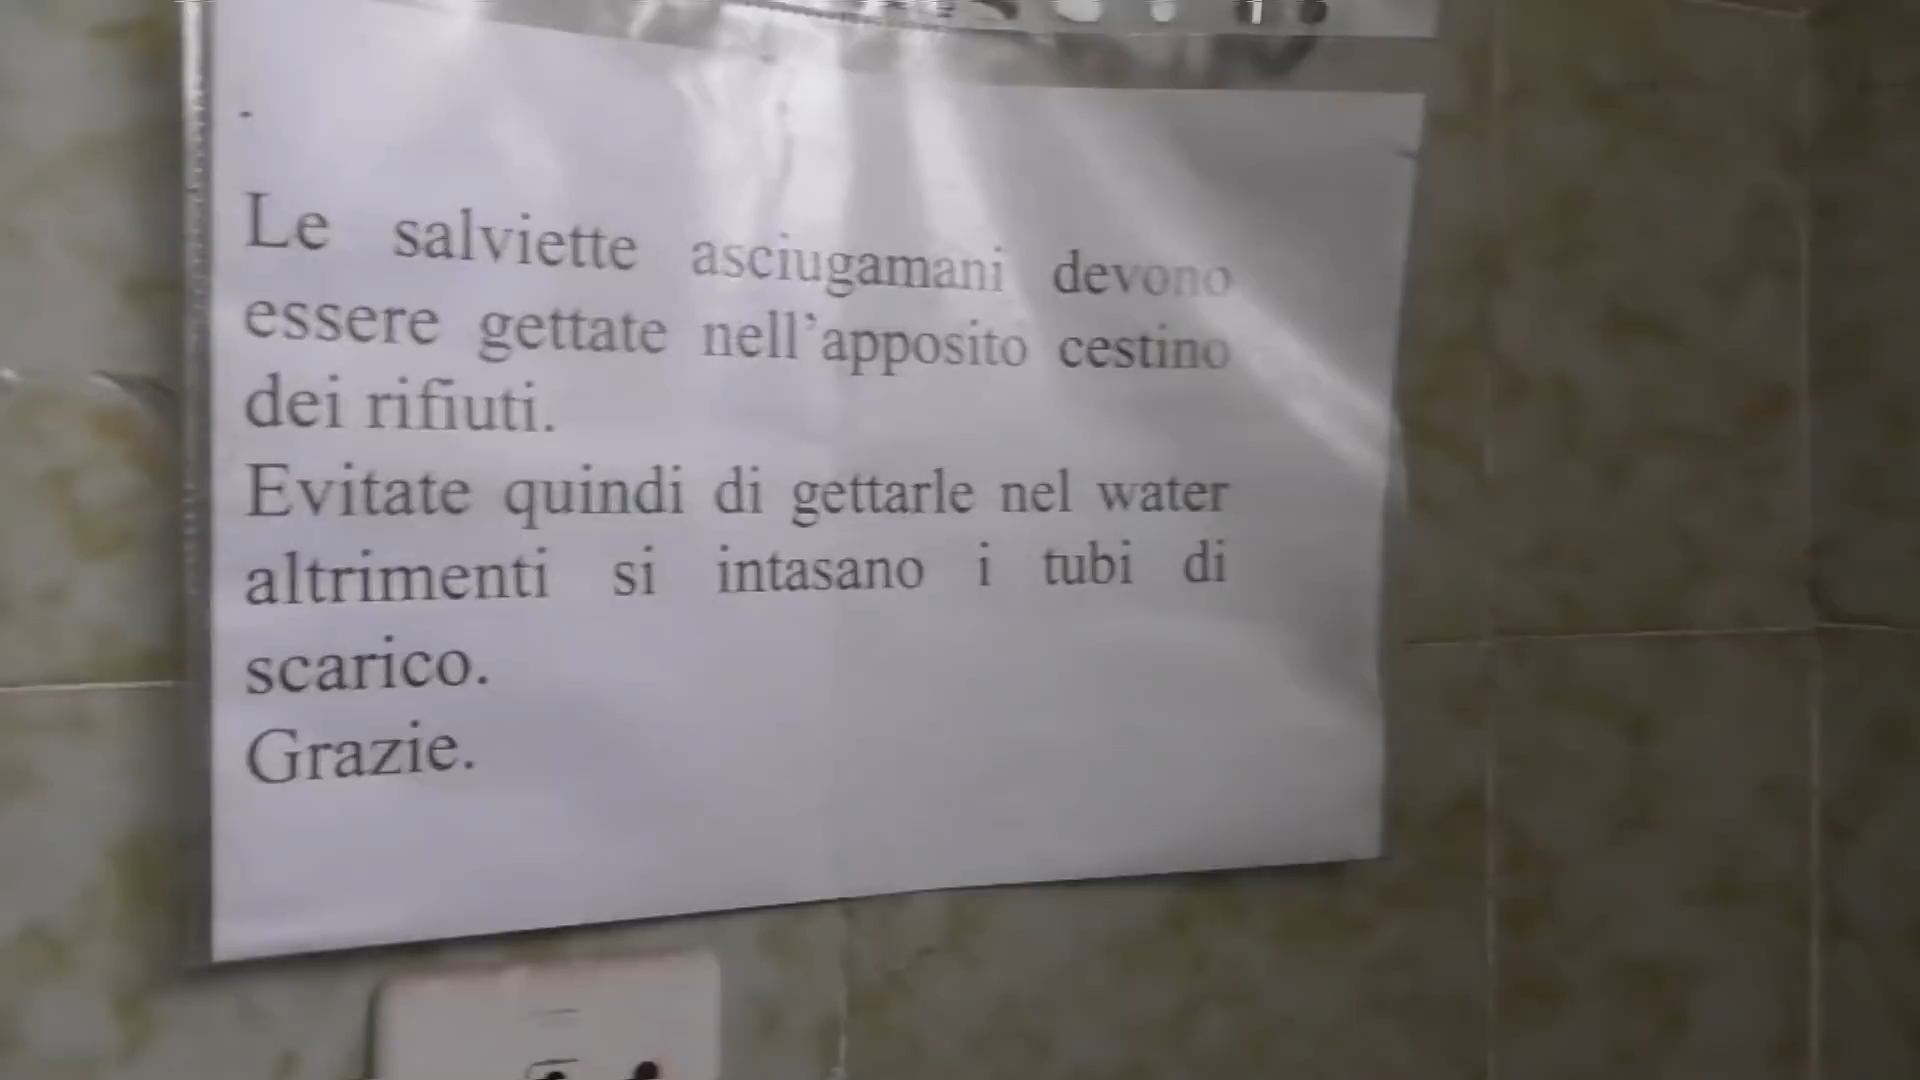 Le salviette asciugamani devono
essere gettate nell’apposito cestino
dei rifiuti.
Evitate quindi di gettarle nel water
altrimenti si intasano i tubi di
scarico.
Grazie.